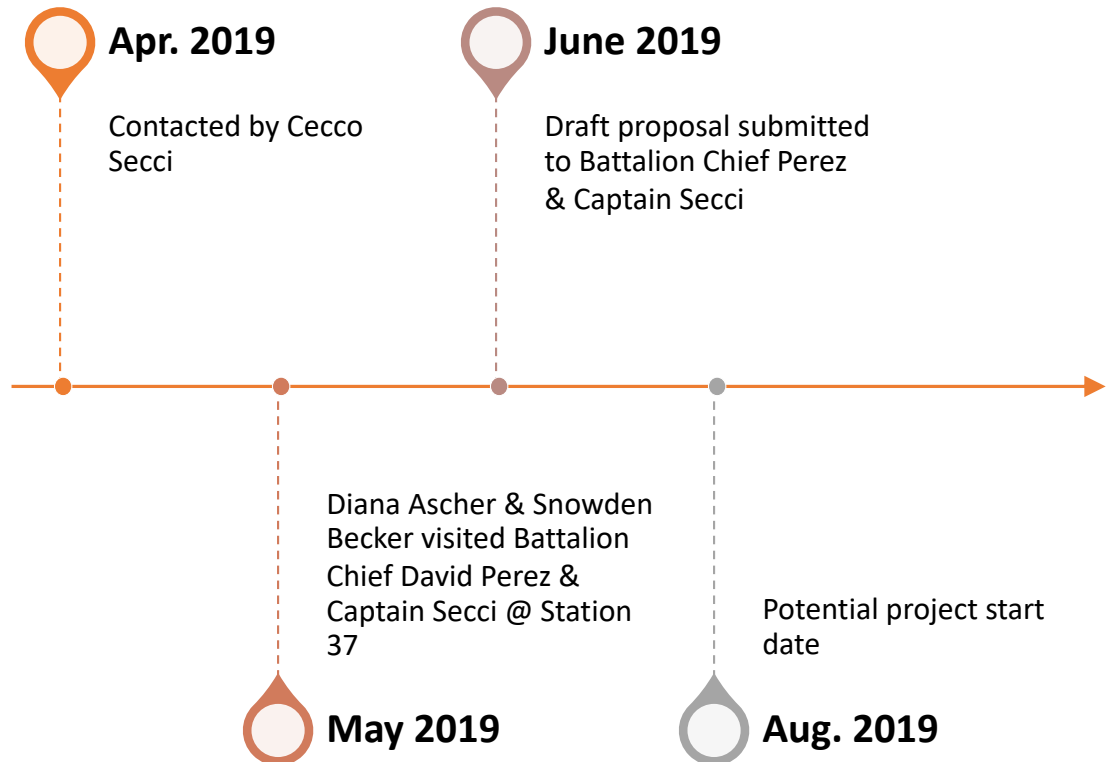 Apr. 2019
Contacted by Cecco
Secci
June 2019
Draft proposal submitted
to Battalion Chief Perez
& Captain Secci
Diana Ascher & Snowden
Becker visited Battalion
Chief David Perez &
Captain Secci @ Station
37
May 2019
Potential project start
date
Aug. 2019